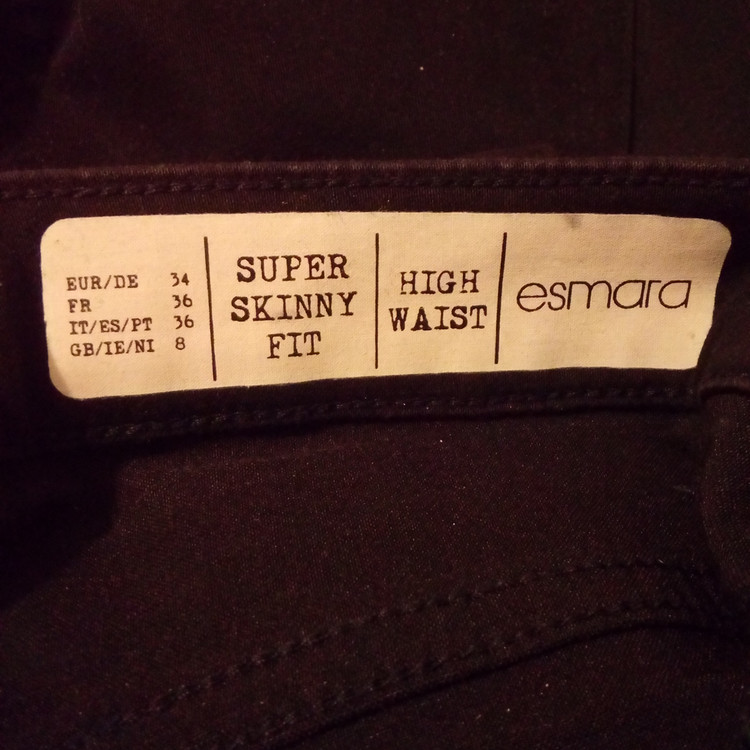 EUR/DE 34
FR 36
IT/ES/PT 36
GB/IE/NI 8
SUPER
SKINNY
FIT
HIGH
WAIST
esmara